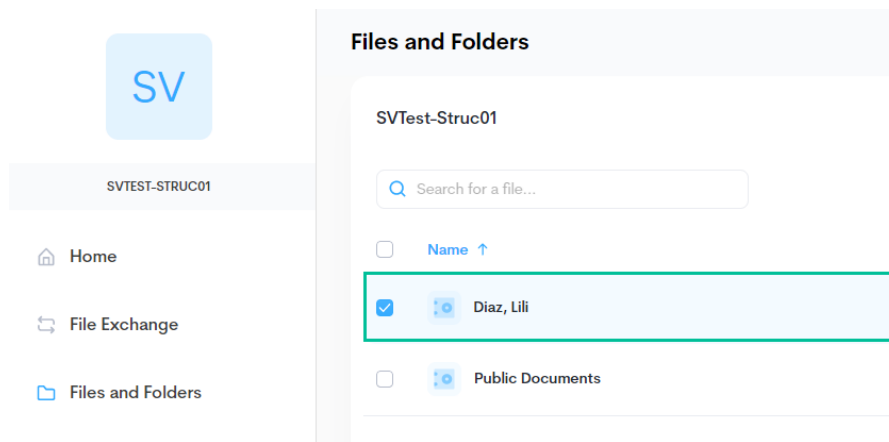 SV
SVTEST-STRUC01
Home
File Exchange
Files and Folders
Files and Folders
SVTest-Struc01
Search for a file...
Name ↑
Diaz, Lili
Public Documents